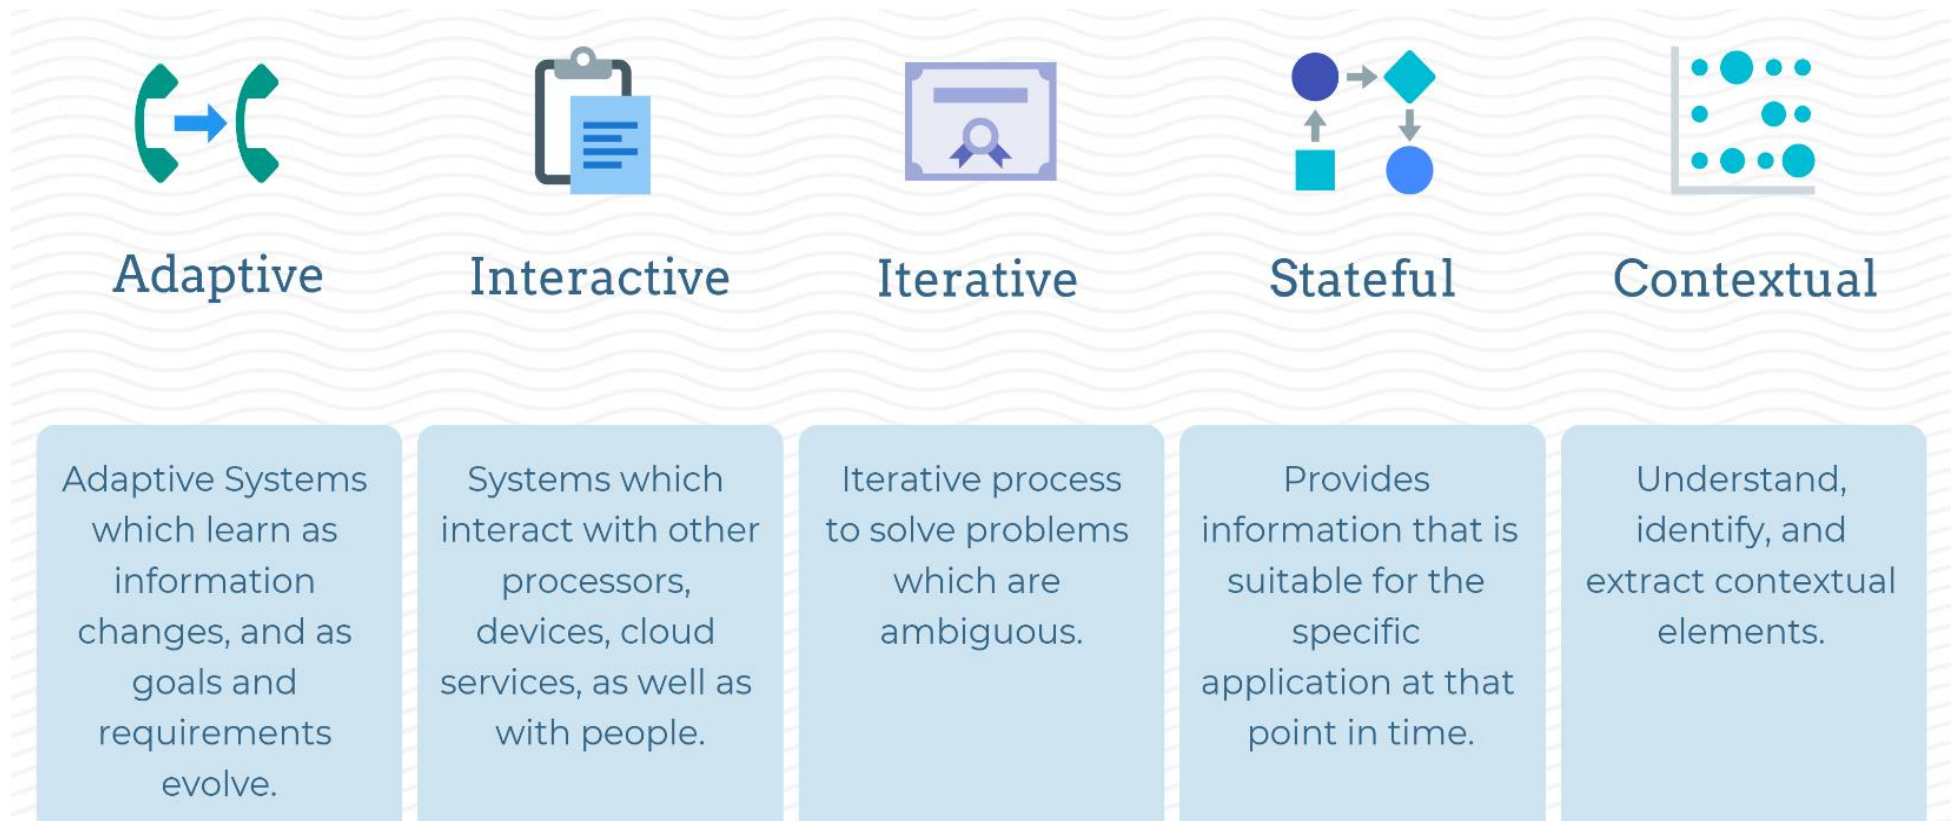 Adaptive
Interactive
Iterative
Stateful
Contextual
Adaptive Systems
which learn as
information
changes, and as
goals and
requirements
evolve.
Systems which
interact with other
processors,
devices, cloud
services, as well as
with people.
Iterative process
to solve problems
which are
ambiguous.
Provides
information that is
suitable for the
specific
application at that
point in time.
Understand,
identify, and
extract contextual
elements.